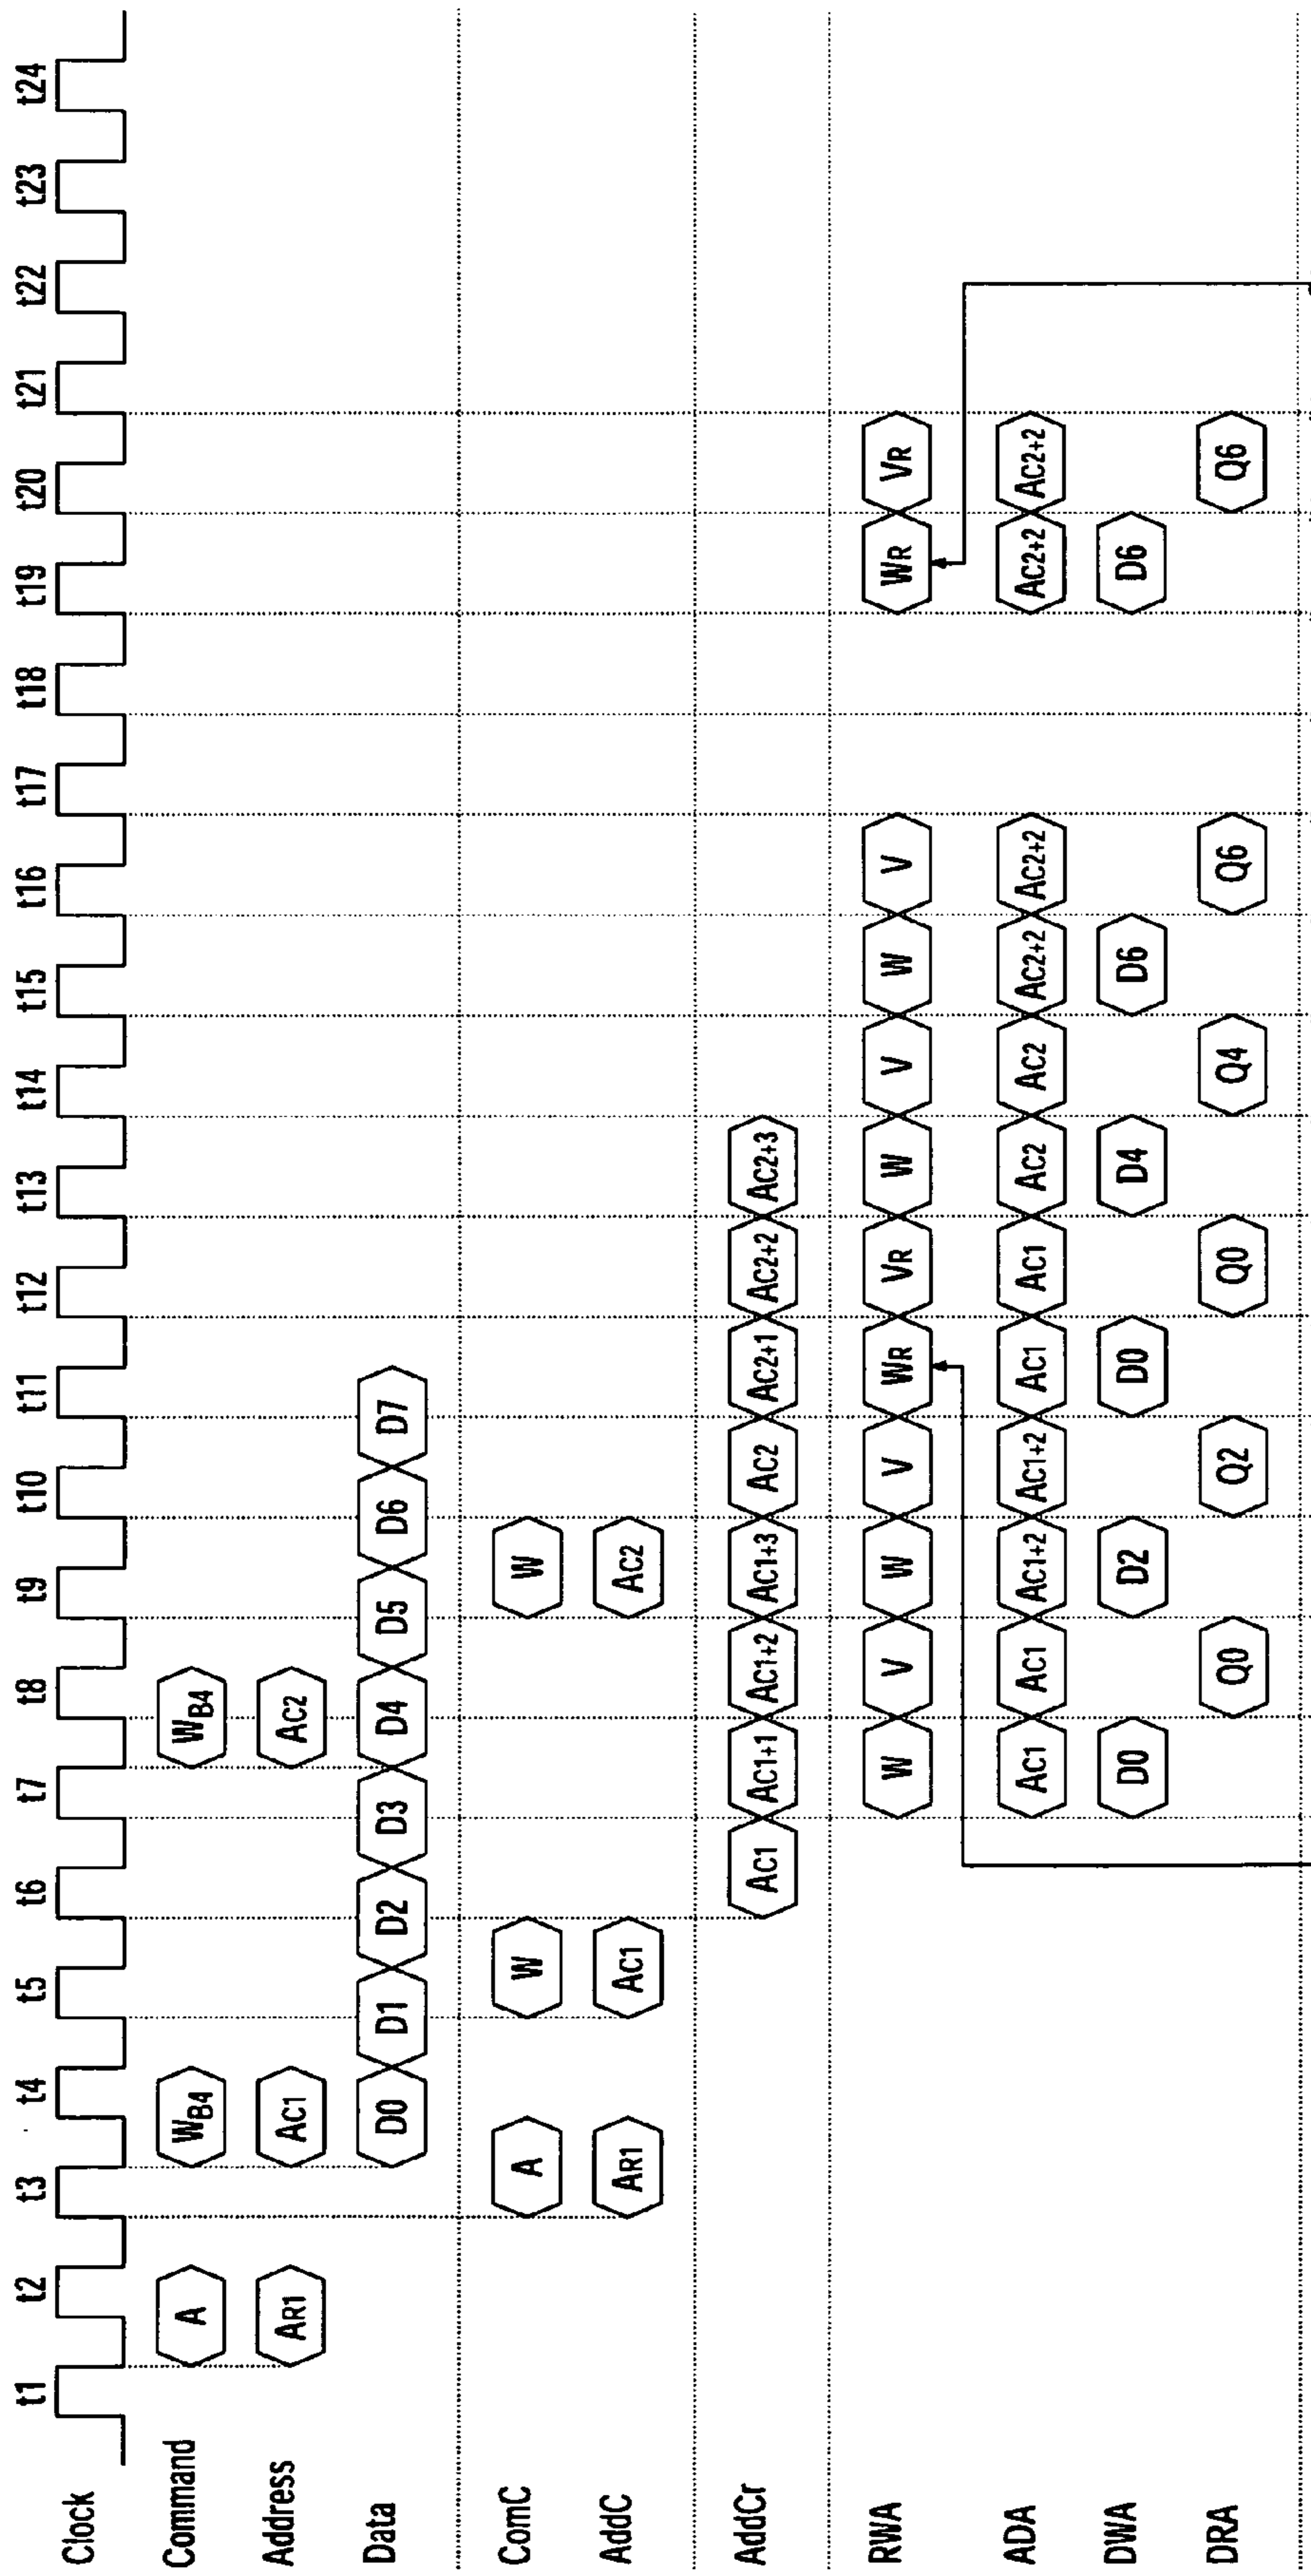 Clock t1 t2 t3 t4 t5 t6 t7 t8 t9 t10 t11 t12 t13 t14 t15 t16 t17 t18 t19 t20 t21 t22 t23 t24
Command A WB4 WB4
Address AR1 AC1 AC2
Data D0 D1 D2 D3 D4 D5 D6 D7
ComC A W W
AddC AR1 AC1 AC2
AddCr AC1 AC1+1 AC1+2 AC1+3 AC2 AC2+1 AC2+2 AC2+3
RWA W V W V WR VR W V W V WR VR
ADA AC1 AC1 AC1+2 AC1+2 AC1 AC1 AC2 AC2 AC2+2 AC2+2 AC2+2 AC2+2
DWA D0 D2 D0 D4 D6 D6
DRA Q0 Q2 Q0 Q4 Q6 Q6